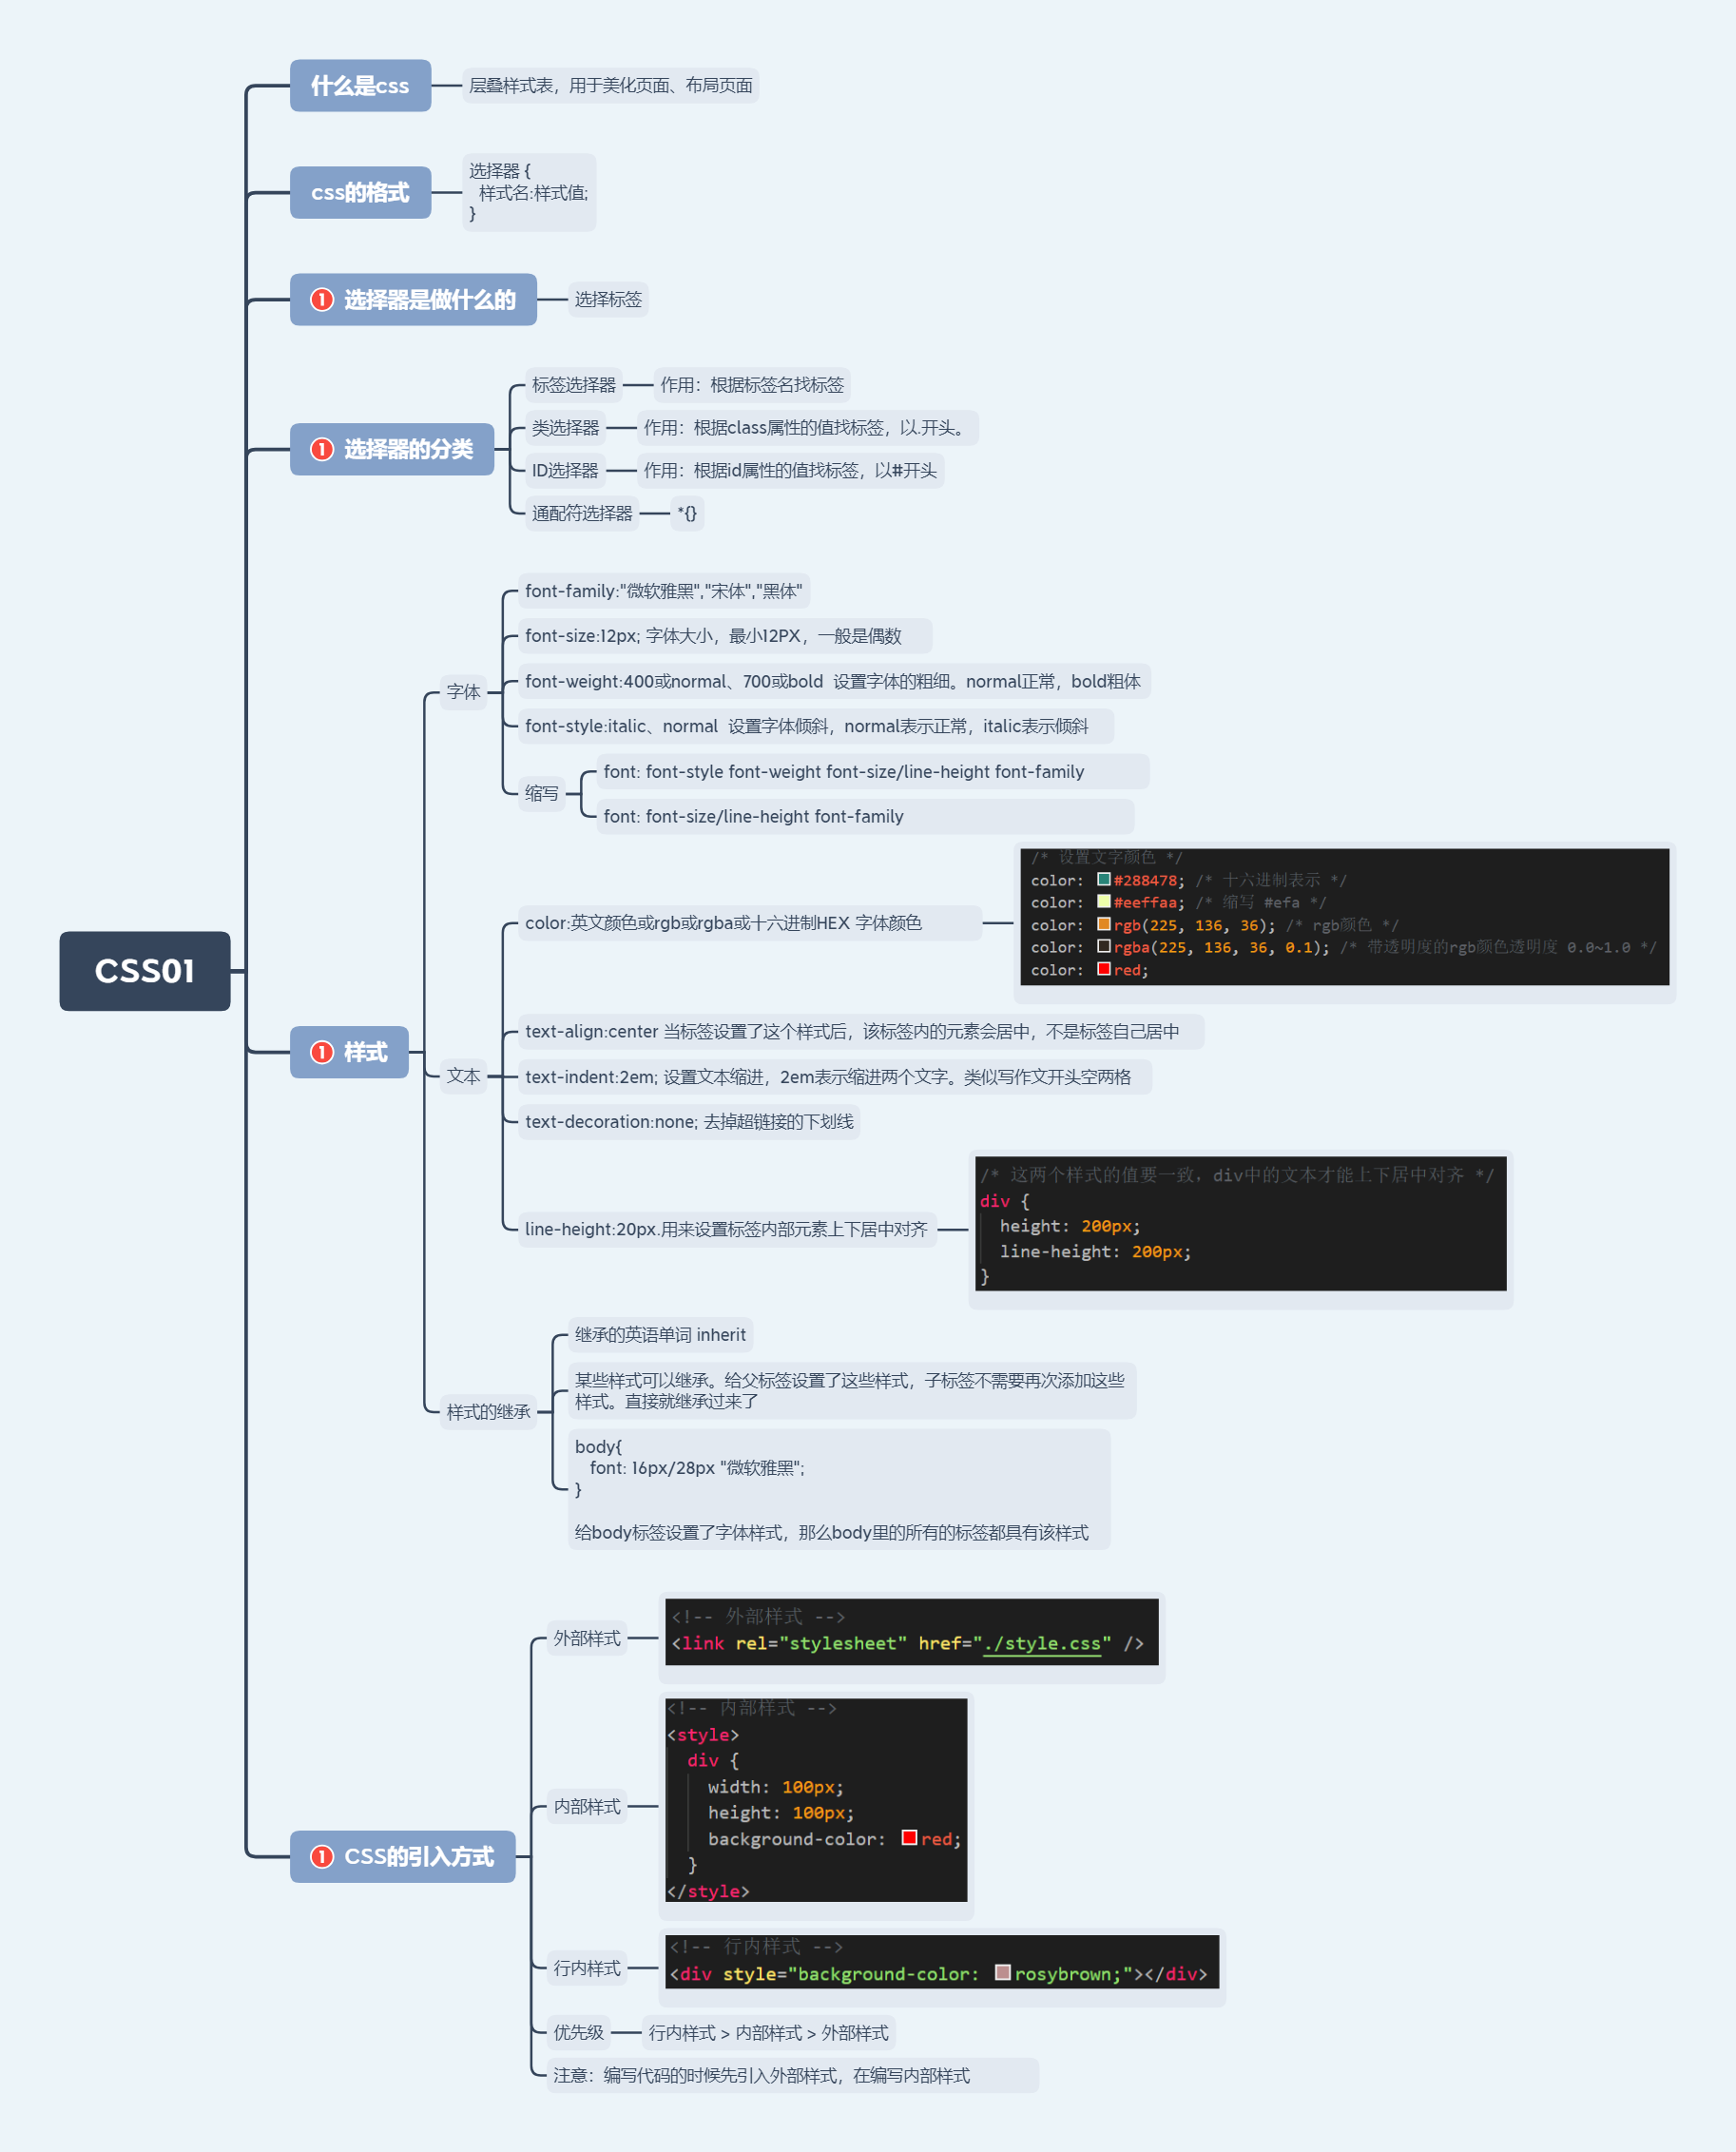 CSS01
什么是css
层叠样式表，用于美化页面、布局页面
css的格式
选择器 {
  样式名:样式值;
}
1 选择器是做什么的
选择标签
1 选择器的分类
标签选择器
作用：根据标签名找标签
类选择器
作用：根据class属性的值找标签，以.开头。
ID选择器
作用：根据id属性的值找标签，以#开头
通配符选择器
*{}
1 样式
字体
font-family:"微软雅黑","宋体","黑体"
font-size:12px; 字体大小，最小12PX，一般是偶数
font-weight:400或normal、700或bold  设置字体的粗细。normal正常，bold粗体
font-style:italic、normal  设置字体倾斜，normal表示正常，italic表示倾斜
缩写
font: font-style font-weight font-size/line-height font-family
font: font-size/line-height font-family
文本
color:英文颜色或rgb或rgba或十六进制HEX 字体颜色
/* 设置文字颜色 */
color: #288478; /* 十六进制表示 */
color: #eeffaa; /* 缩写 #efa */
color: rgb(225, 136, 36); /* rgb颜色 */
color: rgba(225, 136, 36, 0.1); /* 带透明度的rgb颜色透明度 0.0~1.0 */
color: red;
text-align:center 当标签设置了这个样式后，该标签内的元素会居中，不是标签自己居中
text-indent:2em; 设置文本缩进，2em表示缩进两个文字。类似写作文开头空两格
text-decoration:none; 去掉超链接的下划线
line-height:20px.用来设置标签内部元素上下居中对齐
/* 这两个样式的值要一致，div中的文本才能上下居中对齐 */
div {
  height: 200px;
  line-height: 200px;
}
样式的继承
继承的英语单词 inherit
某些样式可以继承。给父标签设置了这些样式，子标签不需要再次添加这些
样式。直接就继承过来了
body{
   font: 16px/28px "微软雅黑";
}
给body标签设置了字体样式，那么body里的所有的标签都具有该样式
1 CSS的引入方式
外部样式
<!-- 外部样式 -->
<link rel="stylesheet" href="./style.css" />
内部样式
<!-- 内部样式 -->
<style>
  div {
    width: 100px;
    height: 100px;
    background-color: red;
  }
</style>
行内样式
<!-- 行内样式 -->
<div style="background-color: rosybrown;"></div>
优先级
行内样式 > 内部样式 > 外部样式
注意：编写代码的时候先引入外部样式，在编写内部样式